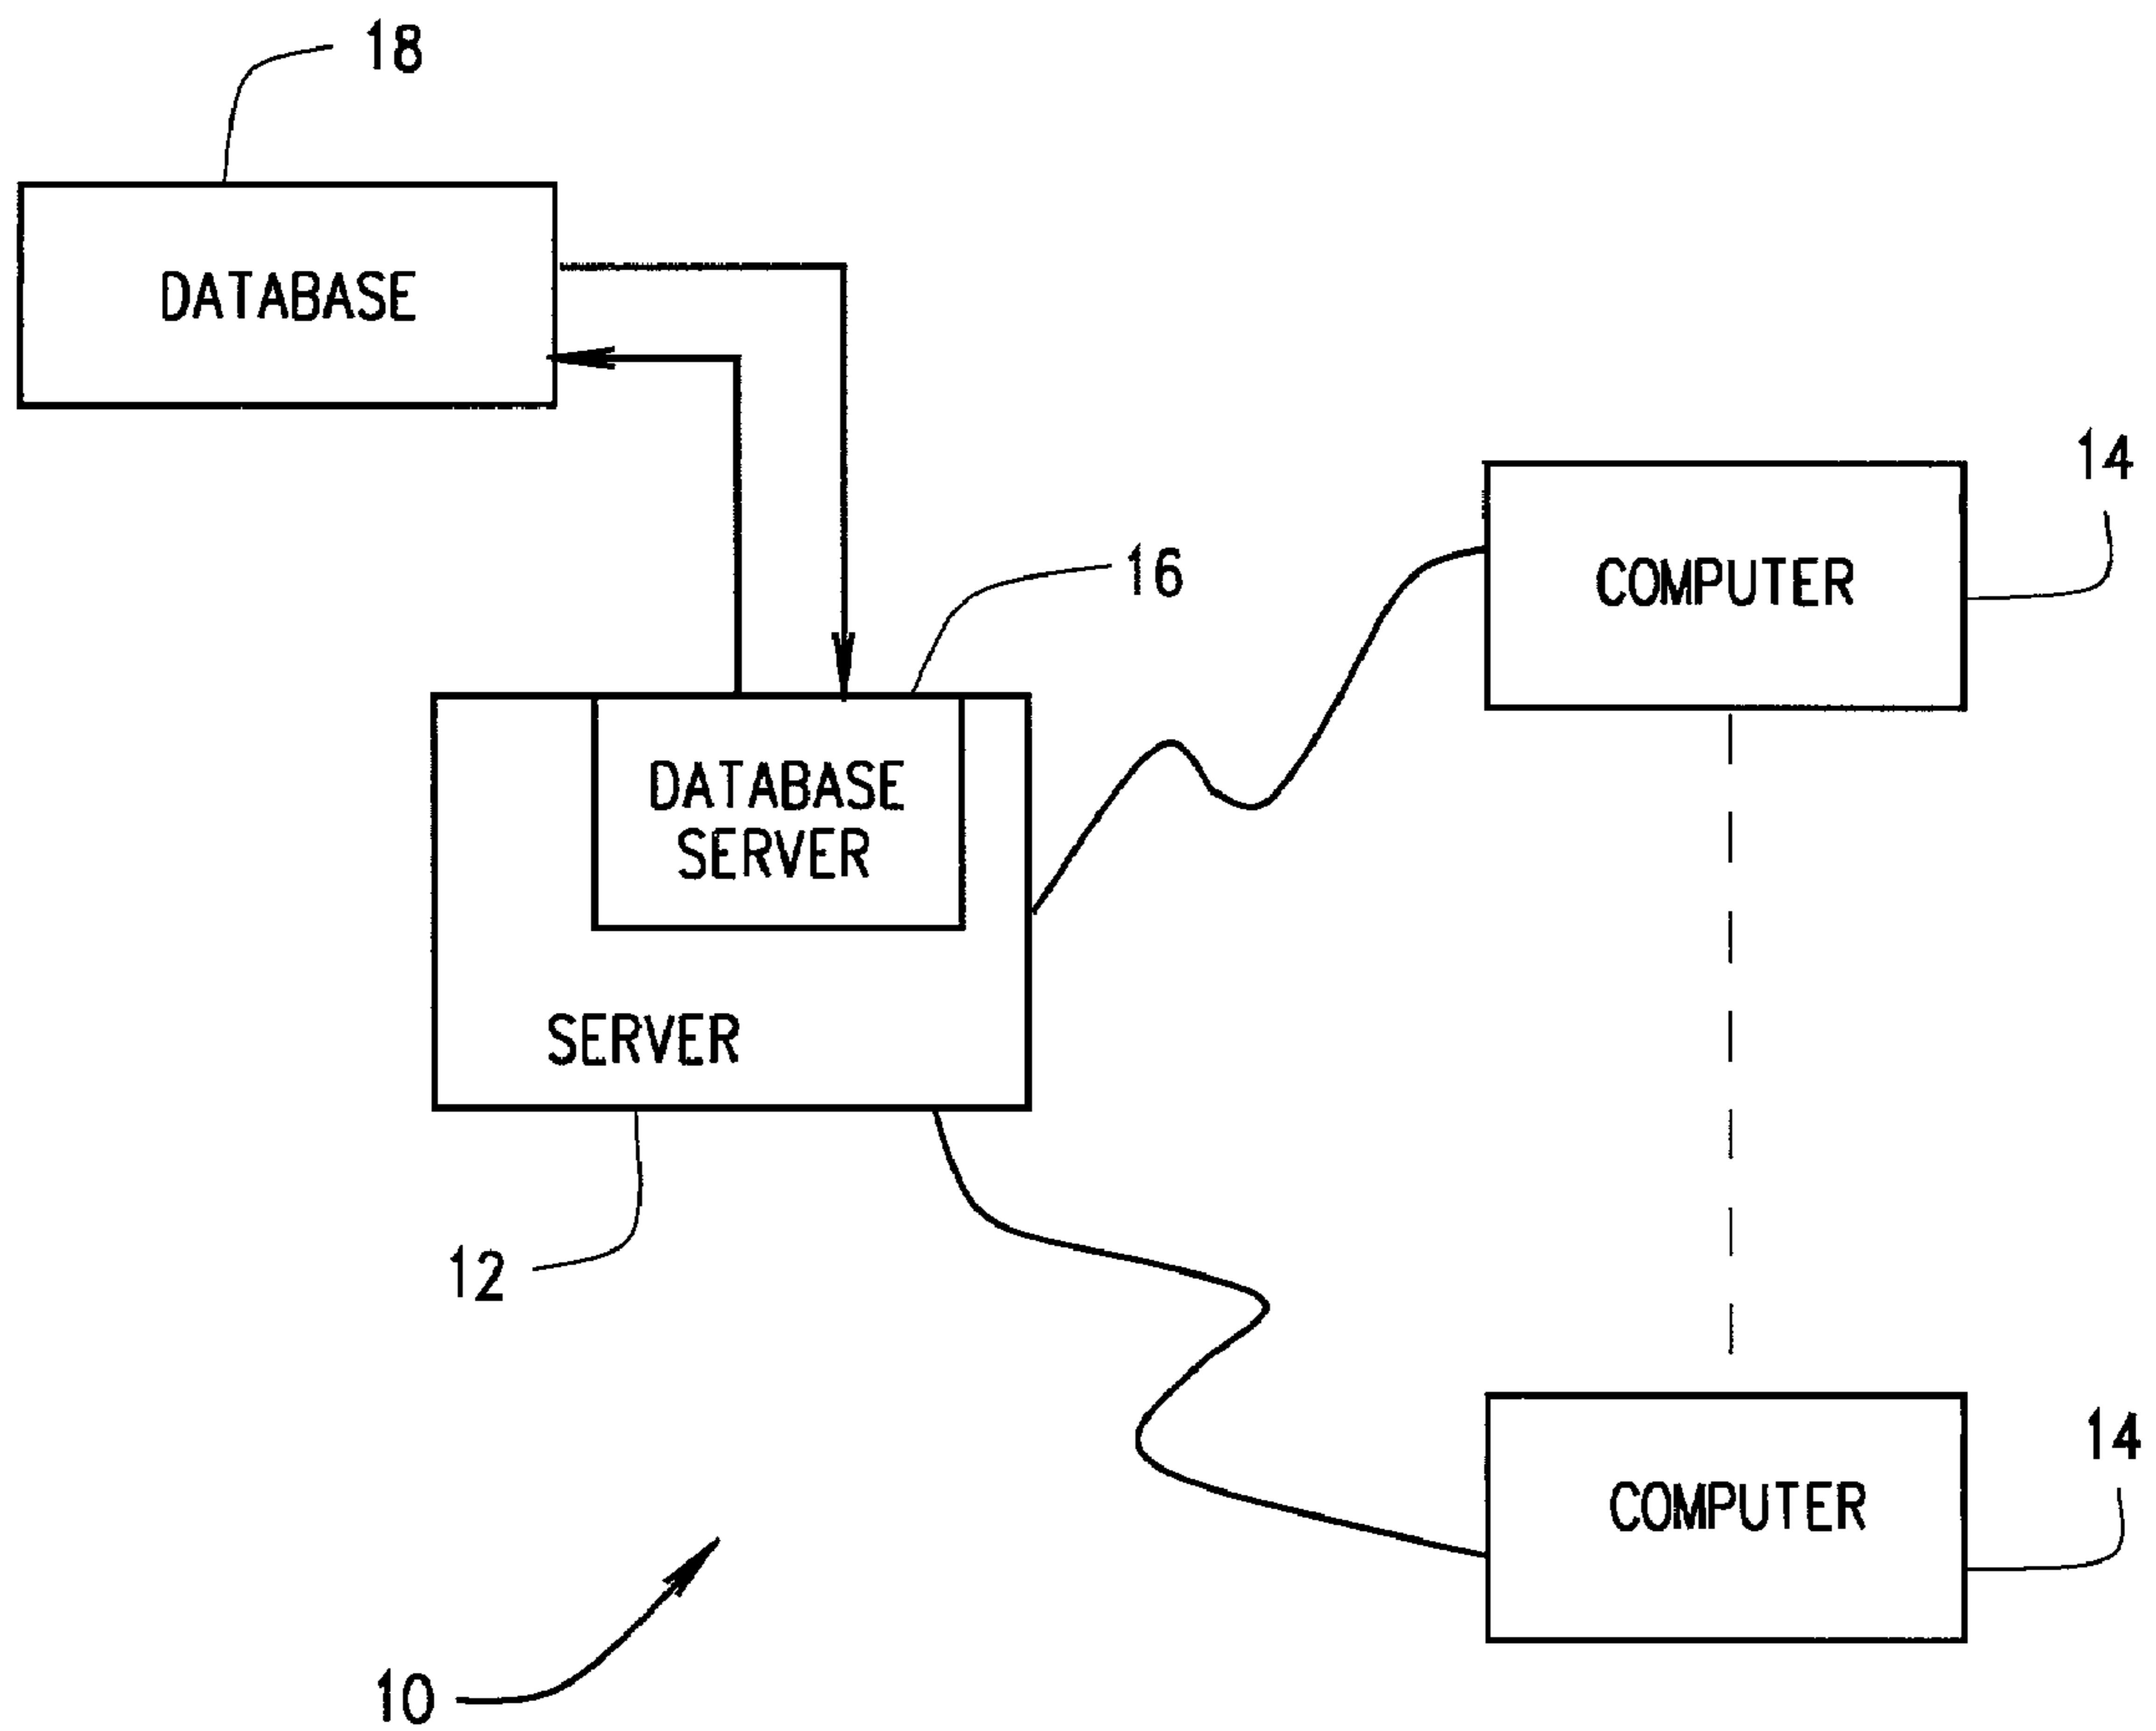 18
DATABASE
14
COMPUTER
16
DATABASE
SERVER
SERVER
12
14
COMPUTER
10